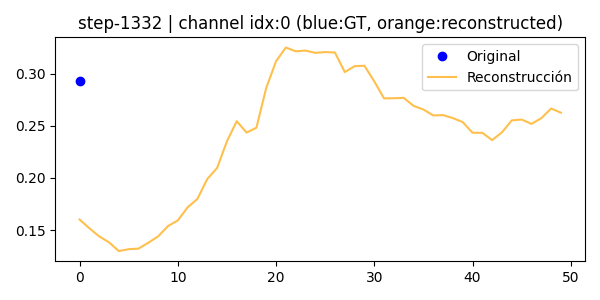 step-1332 | channel idx:0 (blue:GT, orange:reconstructed)
Original
Reconstrucción
0.30
0.25
0.20
0.15
0 10 20 30 40 50